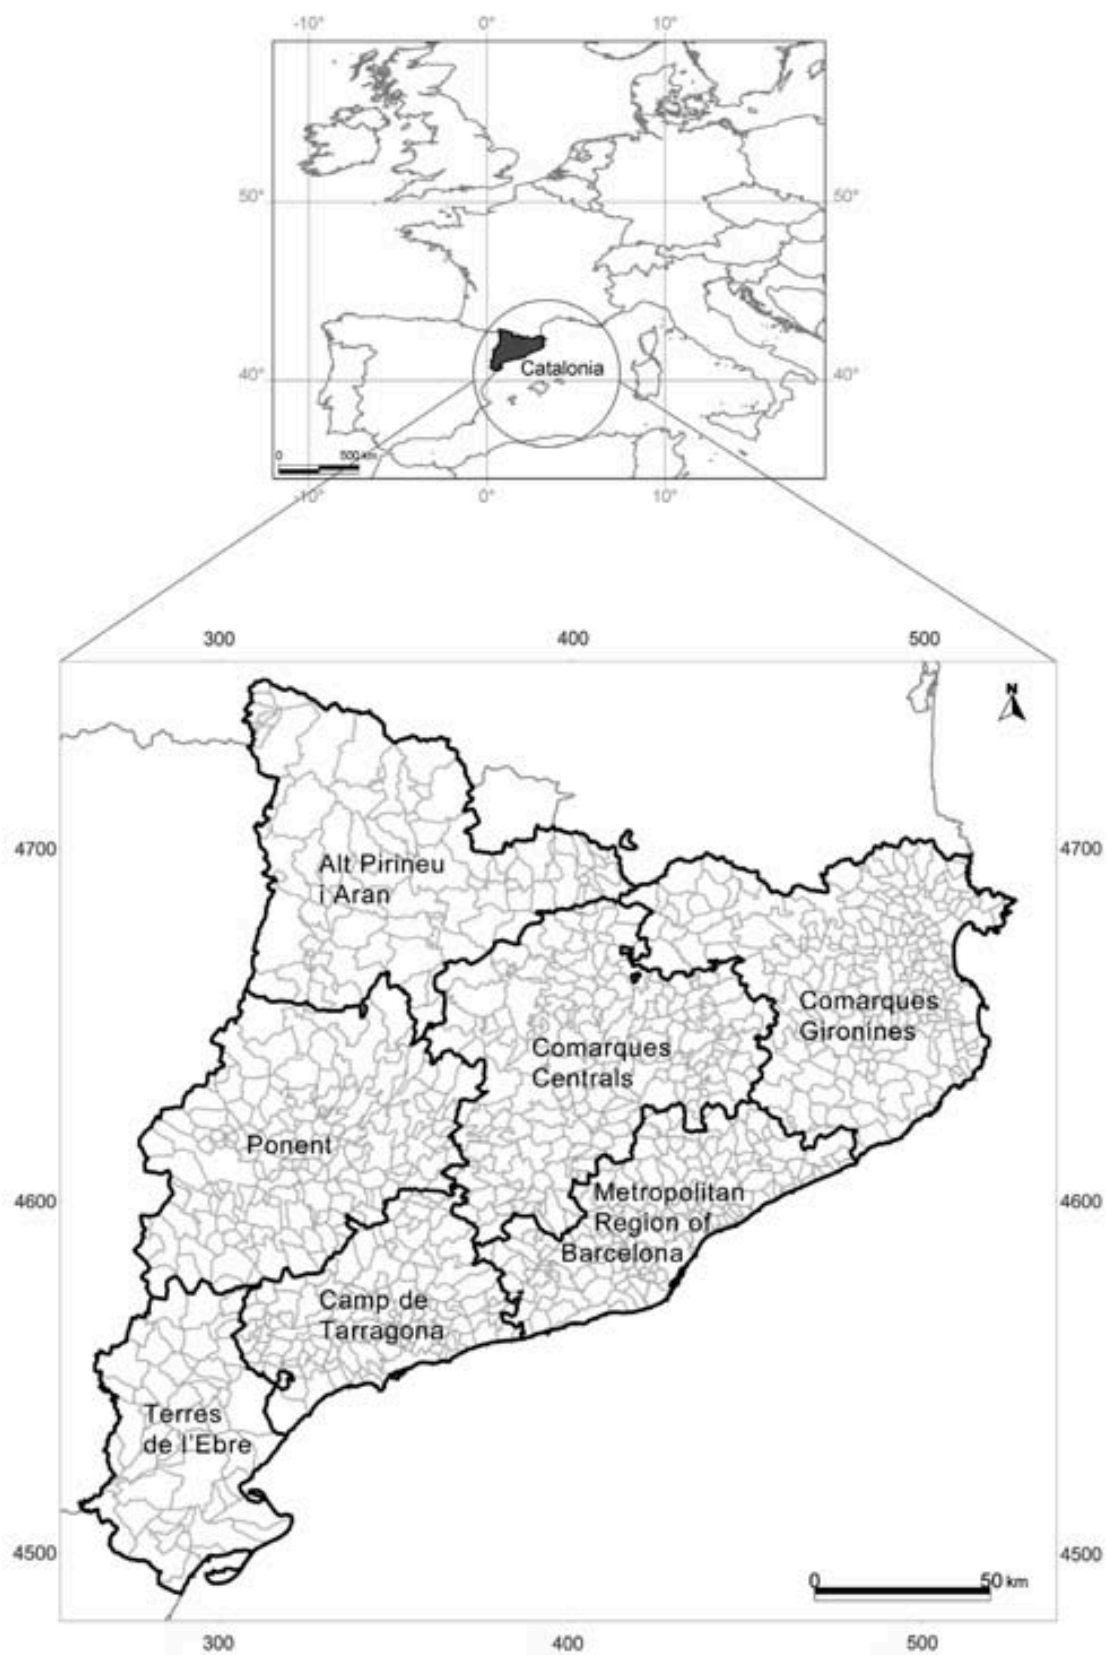 -10° 0° 10°
50° 50°
40° 40°
Catalonia
0 500 km
-10° 0° 10°
300 400 500
N
4700 4700
Alt Pirineu
i Aran
Comarques
Gironines
Comarques
Centrals
Ponent
4600 4600
Metropolitan
Region of
Barcelona
Camp de
Tarragona
Terres
de l'Ebre
4500 4500
0 50 km
300 400 500